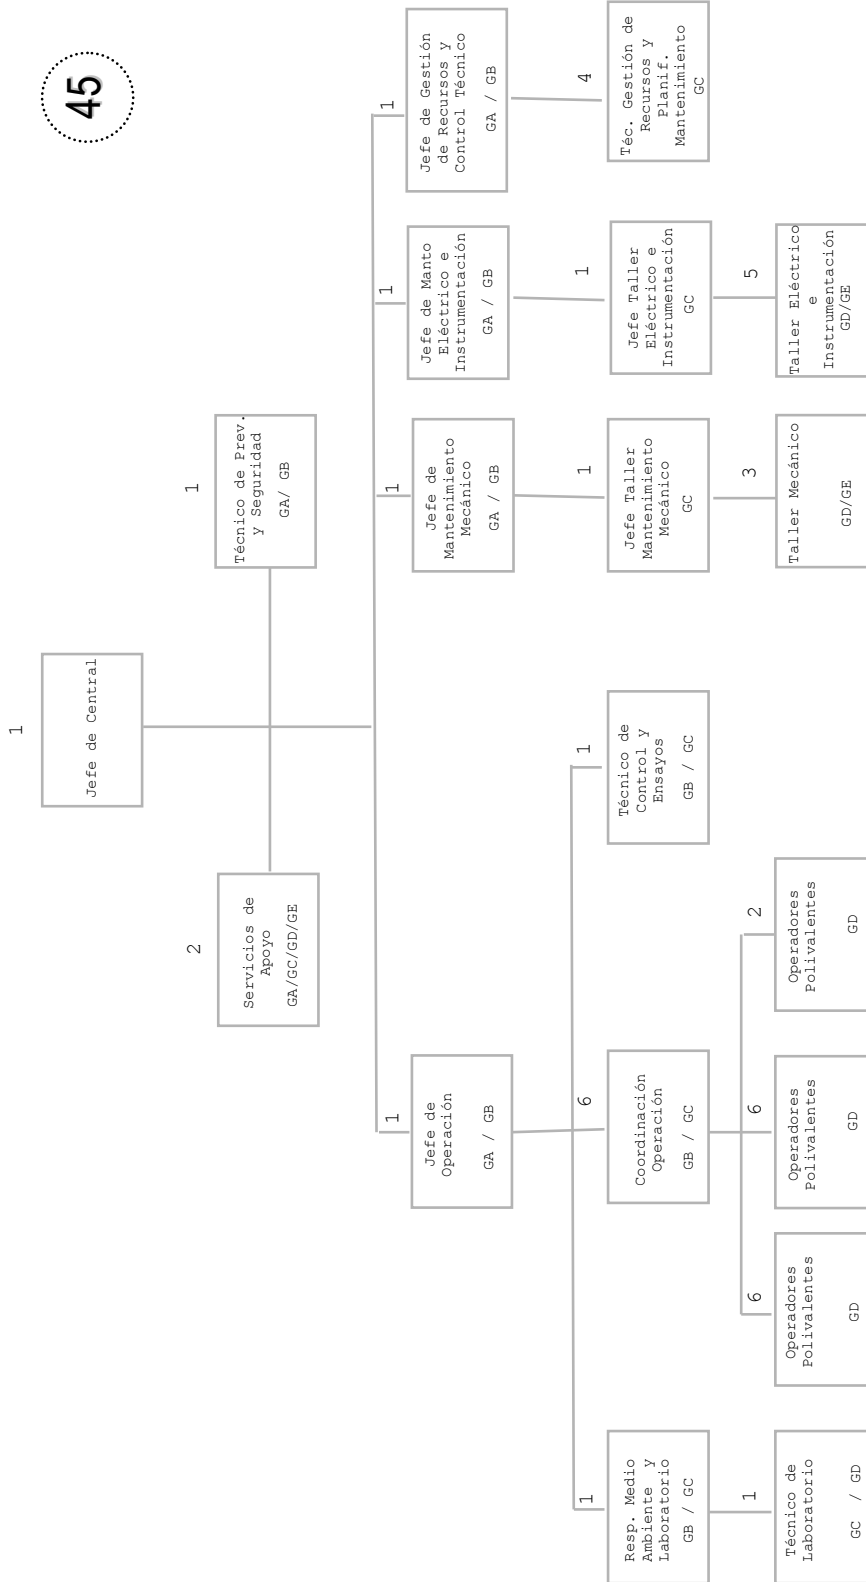 45
1
Jefe de Central
2
Servicios de
Apoyo
GA/GC/GD/GE
1
Técnico de Prev.
y Seguridad
GA/ GB
1
Jefe de
Operación
GA / GB
1
Jefe de
Mantenimiento
Mecánico
GA / GB
1
Jefe de Manto
Eléctrico e
Instrumentación
GA / GB
1
Jefe de Gestión
de Recursos y
Control Técnico
GA / GB
1
Resp. Medio
Ambiente y
Laboratorio
GB / GC
6
Coordinación
Operación
GB / GC
1
Técnico de
Control y
Ensayos
GB / GC
1
Jefe Taller
Mantenimiento
Mecánico
GC
1
Jefe Taller
Eléctrico e
Instrumentación
GC
4
Téc. Gestión de
Recursos y
Planif.
Mantenimiento
GC
1
Técnico de
Laboratorio
GC / GD
6
Operadores
Polivalentes
GD
6
Operadores
Polivalentes
GD
2
Operadores
Polivalentes
GD
3
Taller Mecánico
GD/GE
5
Taller Eléctrico
e
Instrumentación
GD/GE